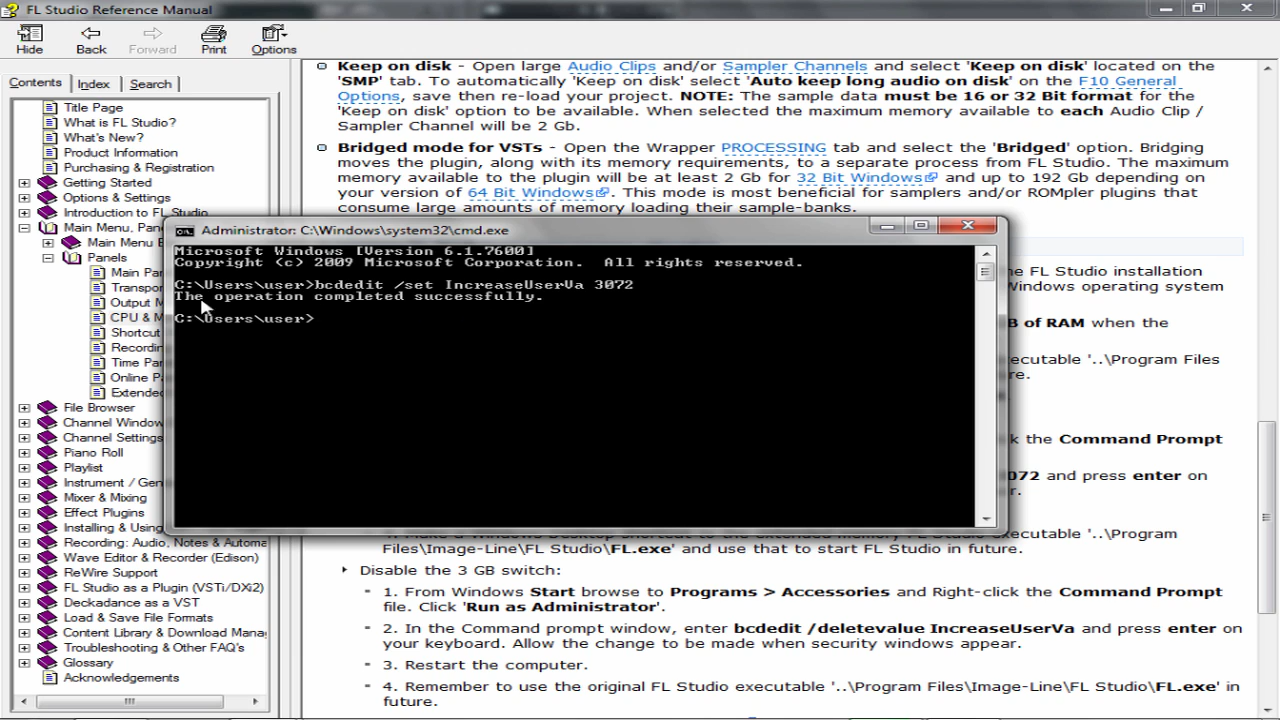 FL Studio Reference Manual
Hide
Back
Forward
Print
Options
Contents
Index
Search
Title Page
What is FL Studio?
What's New?
Product Information
Purchasing & Registration
Getting Started
Options & Settings
Introduction to FL Studio
Main Menu, Pan
Main Menu B
Panels
Main Pa
Transpor
Output M
CPU & M
Shortcut
Recordin
Time Pa
Online Pa
Extended
File Browser
Channel Window
Channel Settings
Piano Roll
Playlist
Instrument / Gen
Mixer & Mixing
Effect Plugins
Installing & Using
Recording: Audio, Notes & Automa
Wave Editor & Recorder (Edison)
ReWire Support
FL Studio as a Plugin (VSTi/DXi2)
Deckadance as a VST
Load & Save File Formats
Content Library & Download Mana
Troubleshooting & Other FAQ's
Glossary
Acknowledgements
Keep on disk - Open large Audio Clips and/or Sampler Channels and select 'Keep on disk' located on the
'SMP' tab. To automatically 'Keep on disk' select 'Auto keep long audio on disk' on the F10 General
Options, save then re-load your project. NOTE: The sample data must be 16 or 32 Bit format for the
'Keep on disk' option to be available. When selected the maximum memory available to each Audio Clip /
Sampler Channel will be 2 Gb.
Bridged mode for VSTs - Open the Wrapper PROCESSING tab and select the 'Bridged' option. Bridging
moves the plugin, along with its memory requirements, to a separate process from FL Studio. The maximum
memory available to the plugin will be at least 2 Gb for 32 Bit Windows and up to 192 Gb depending on
your version of 64 Bit Windows. This mode is most beneficial for samplers and/or ROMpler plugins that
consume large amounts of memory loading their sample-banks.
Administrator: C:\Windows\system32\cmd.exe
Microsoft Windows [Version 6.1.7600]
Copyright (c) 2009 Microsoft Corporation. All rights reserved.
C:\Users\user>bcdedit /set IncreaseUserVa 3072
The operation completed successfully.
C:\Users\user>
the FL Studio installation
Windows operating system
B of RAM when the
ecutable '..\Program Files
re.
k the Command Prompt
3072 and press enter on
r.
4. Make a Windows Desktop shortcut to the extended memory FL Studio executable '..\Program
Files\Image-Line\FL Studio\FL.exe' and use that to start FL Studio in future.
Disable the 3 GB switch:
1. From Windows Start browse to Programs > Accessories and Right-click the Command Prompt
file. Click 'Run as Administrator'.
2. In the Command prompt window, enter bcdedit /deletevalue IncreaseUserVa and press enter on
your keyboard. Allow the change to be made when security windows appear.
3. Restart the computer.
4. Remember to use the original FL Studio executable '..\Program Files\Image-Line\FL Studio\FL.exe' in
future.